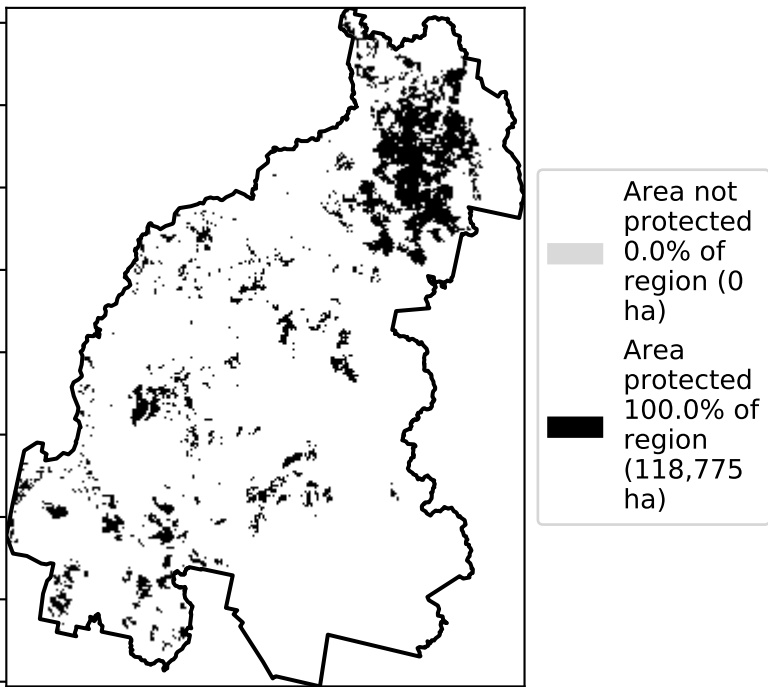 Area not
protected
0.0% of
region (0
ha)
Area
protected
100.0% of
region
(118,775
ha)